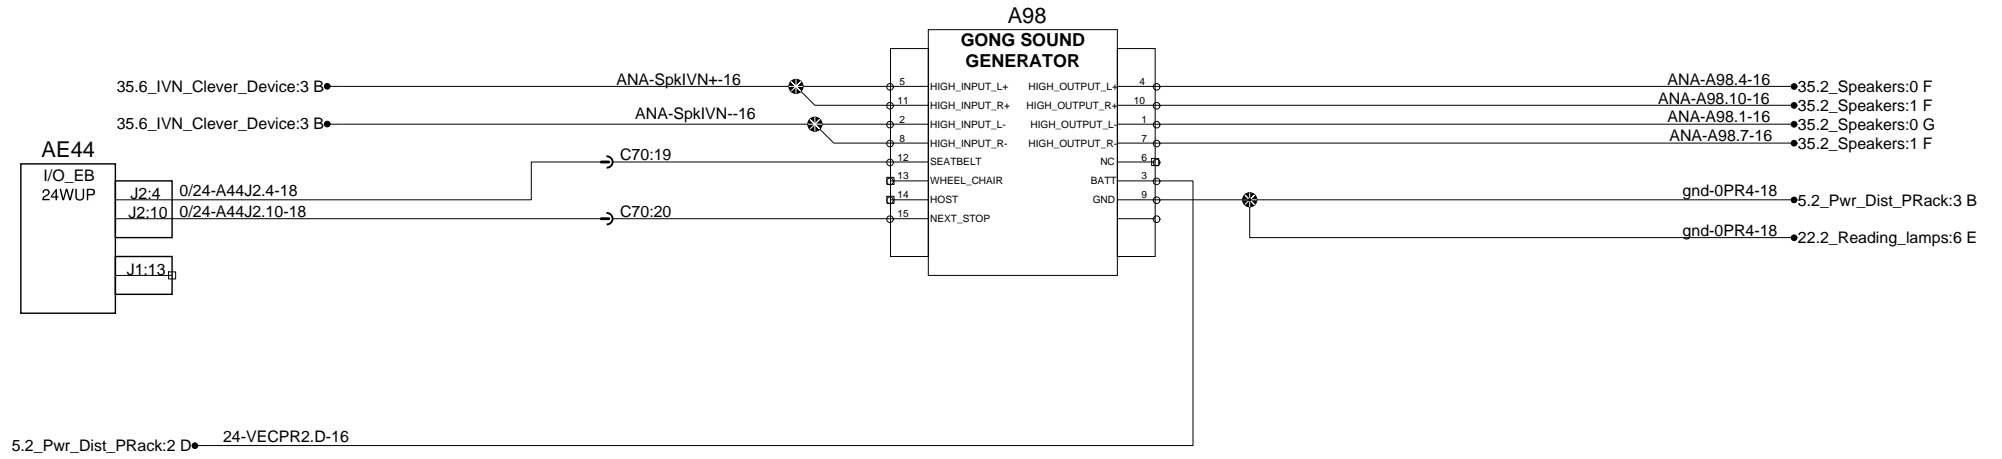 A98
GONG SOUND
GENERATOR
35.6_IVN_Clever_Device:3 B
ANA-SpkIVN+-16
5
HIGH_INPUT_L+
HIGH_OUTPUT_L+
4
ANA-A98.4-16
35.2_Speakers:0 F
11
HIGH_INPUT_R+
HIGH_OUTPUT_R+
10
ANA-A98.10-16
35.2_Speakers:1 F
35.6_IVN_Clever_Device:3 B
ANA-SpkIVN--16
2
HIGH_INPUT_L-
HIGH_OUTPUT_L-
1
ANA-A98.1-16
35.2_Speakers:0 G
8
HIGH_INPUT_R-
HIGH_OUTPUT_R-
7
ANA-A98.7-16
35.2_Speakers:1 F
AE44
I/O_EB
24WUP
C70:19
12
SEATBELT
NC
6
13
WHEEL_CHAIR
BATT
3
J2:4
0/24-A44J2.4-18
14
HOST
GND
9
gnd-0PR4-18
5.2_Pwr_Dist_PRack:3 B
J2:10
0/24-A44J2.10-18
C70:20
15
NEXT_STOP
gnd-0PR4-18
22.2_Reading_lamps:6 E
J1:13
5.2_Pwr_Dist_PRack:2 D
24-VECPR2.D-16